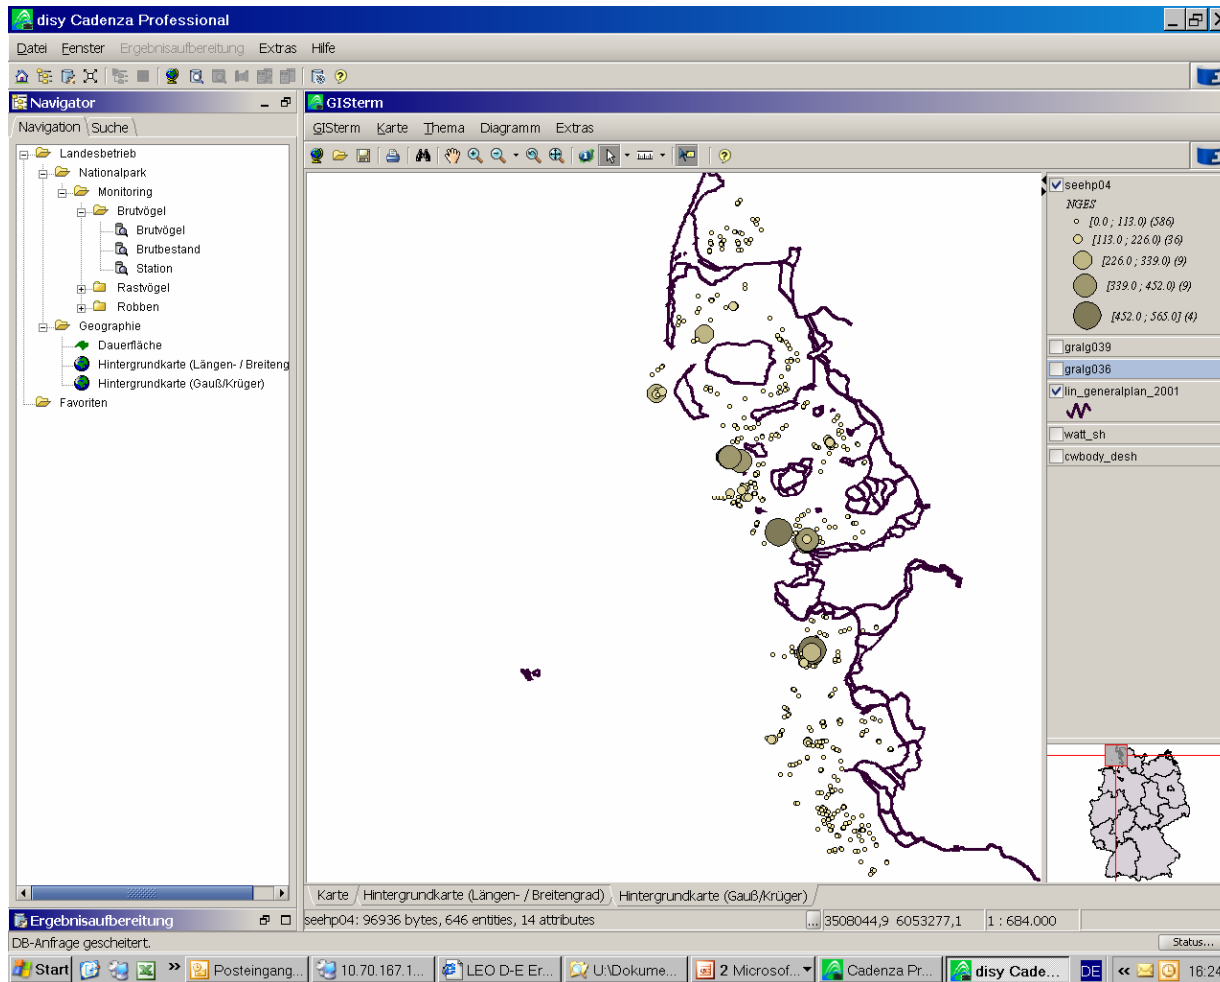 disy Cadenza Professional
Datei Fenster Ergebnisaufbereitung Extras Hilfe
Navigator
Navigation Suche
Landesbetrieb
Nationalpark
Monitoring
Brutvögel
Brutvögel
Brutbestand
Station
Rastvögel
Robben
Geographie
Dauerfläche
Hintergrundkarte (Längen- / Breiteng
Hintergrundkarte (Gauß/Krüger)
Favoriten
Ergebnisaufbereitung
GISterm
GISterm Karte Thema Diagramm Extras
seehp04
NGES
[0.0 ; 113.0) (586)
[113.0 ; 226.0) (36)
[226.0 ; 339.0) (9)
[339.0 ; 452.0) (9)
[452.0 ; 565.0] (4)
gralg039
gralg036
lin_generalplan_2001
watt_sh
cwbody_desh
Karte Hintergrundkarte (Längen- / Breitengrad) Hintergrundkarte (Gauß/Krüger)
seehp04: 96936 bytes, 646 entities, 14 attributes ... 3508044,9 6053277,1 1 : 684.000
DB-Anfrage gescheitert. Status...
Start » Posteingang... 10.70.167.1... LEO D-E Er... U:\Dokume... 2 Microsof... Cadenza Pr... disy Cade... DE « 16:24